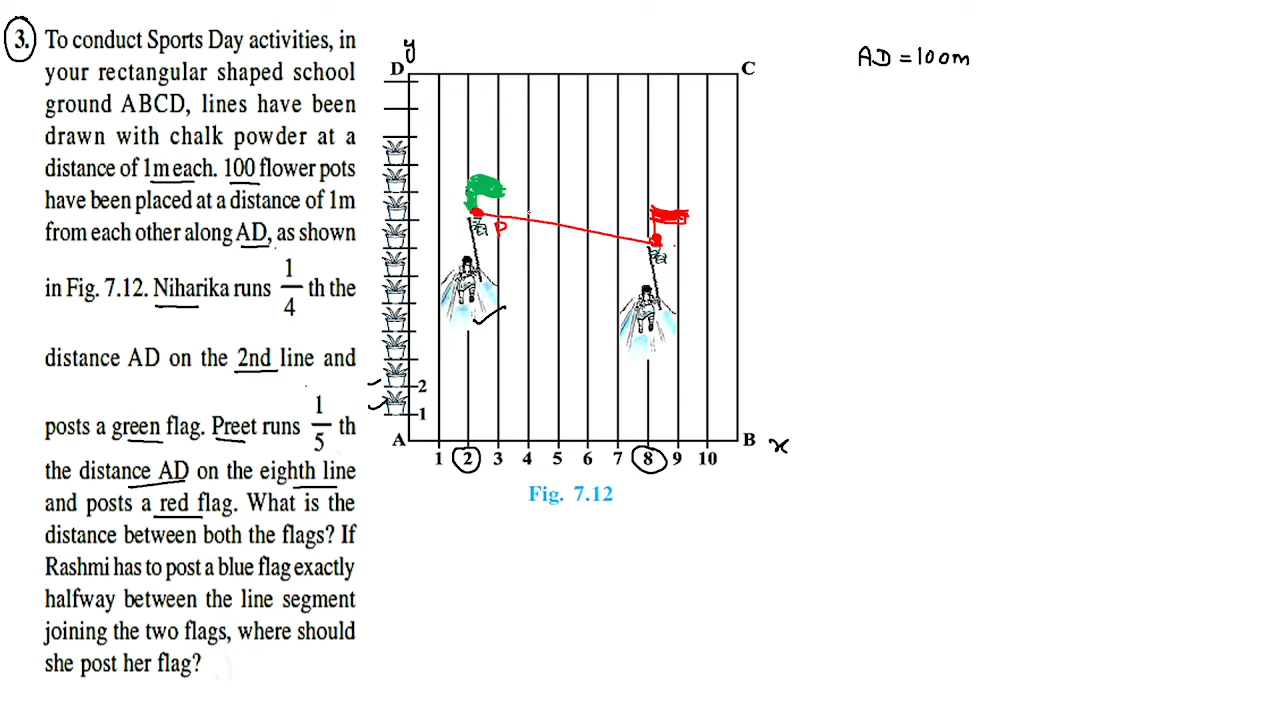 3. To conduct Sports Day activities, in
your rectangular shaped school
ground ABCD, lines have been
drawn with chalk powder at a
distance of 1m each. 100 flower pots
have been placed at a distance of 1m
from each other along AD, as shown
in Fig. 7.12. Niharika runs 1/4 th the
distance AD on the 2nd line and
posts a green flag. Preet runs 1/5 th
the distance AD on the eighth line
and posts a red flag. What is the
distance between both the flags? If
Rashmi has to post a blue flag exactly
halfway between the line segment
joining the two flags, where should
she post her flag?
y
D
C
P
2
1
A
B
x
1 2 3 4 5 6 7 8 9 10
Fig. 7.12
AD = 100m